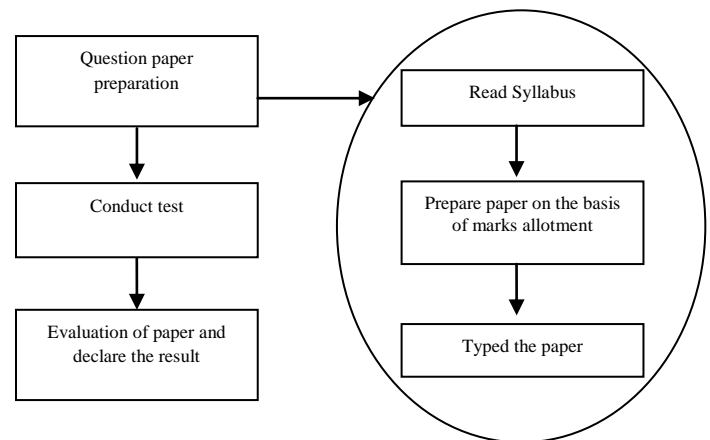 Question paper
preparation
Conduct test
Evaluation of paper and
declare the result
Read Syllabus
Prepare paper on the basis
of marks allotment
Typed the paper